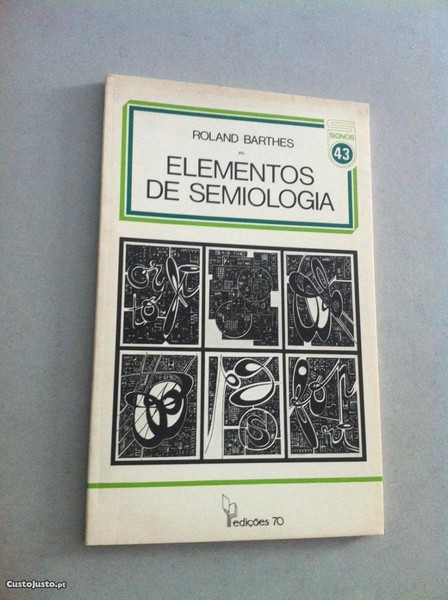 SIGNOS
43
ROLAND BARTHES
ELEMENTOS
DE SEMIOLOGIA
edições 70
CustoJusto.pt